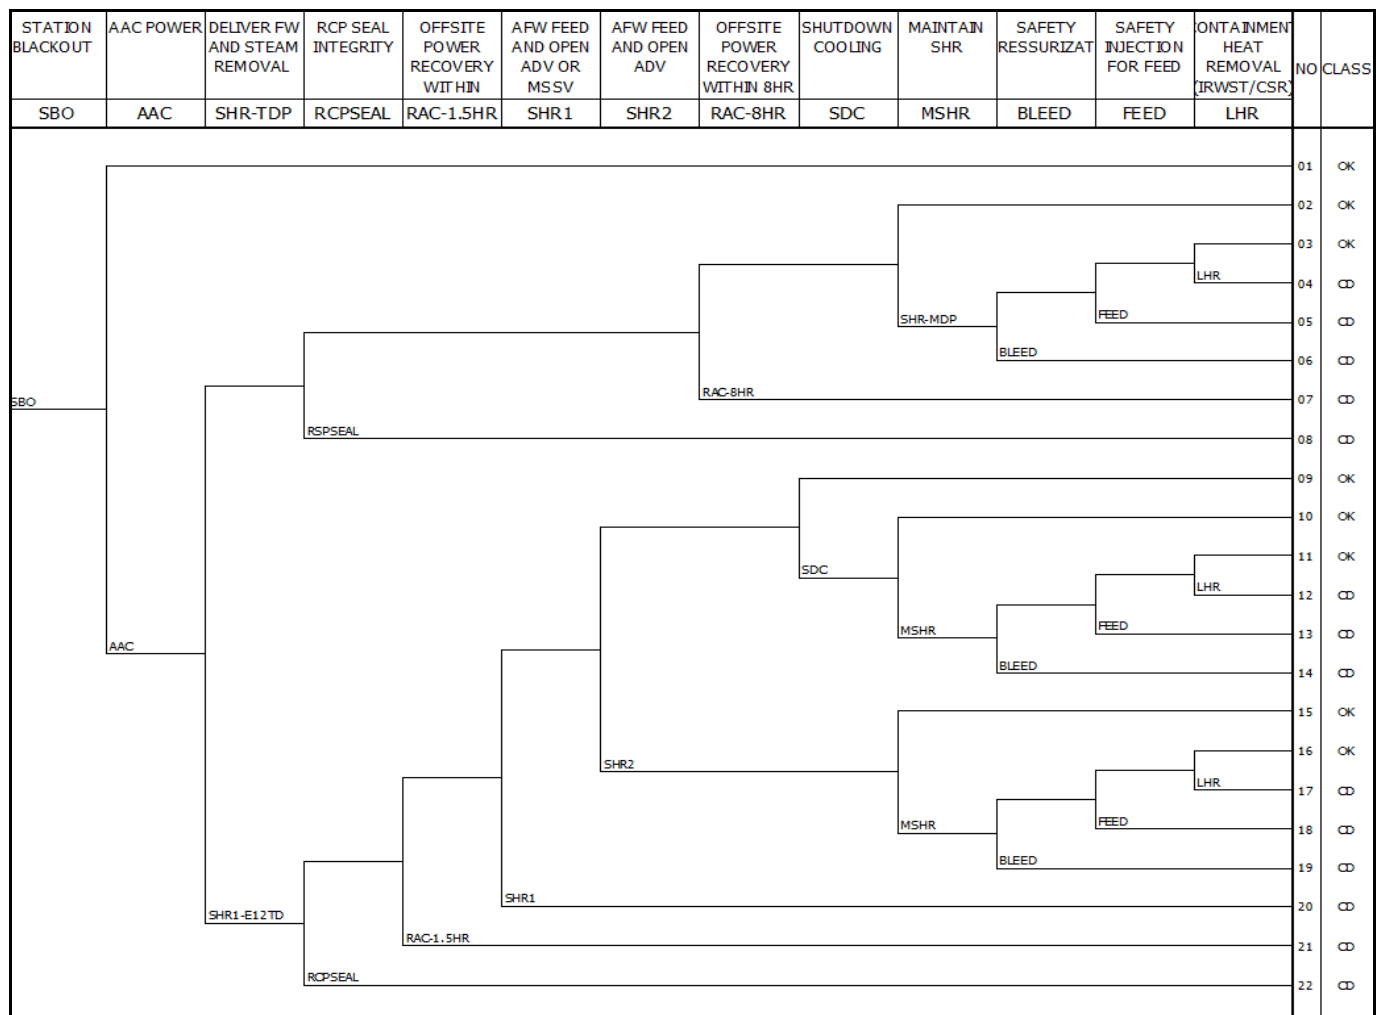 STATION BLACKOUT
AAC POWER
DELIVER FW AND STEAM REMOVAL
RCP SEAL INTEGRITY
OFFSITE POWER RECOVERY WITHIN
AFW FEED AND OPEN ADV OR MSSV
AFW FEED AND OPEN ADV
OFFSITE POWER RECOVERY WITHIN 8HR
SHUTDOWN COOLING
MAINTAIN SHR
SAFETY RESSURIZAT
SAFETY INJECTION FOR FEED
ONTAINMEN HEAT REMOVAL (IRWST/CSR)
NO
CLASS
SBO
AAC
SHR-TDP
RCPSEAL
RAC-1.5HR
SHR1
SHR2
RAC-8HR
SDC
MSHR
BLEED
FEED
LHR
01 OK
02 OK
03 OK
LHR
04 CD
SHR-MDP
FEED
05 CD
BLEED
06 CD
RAC-8HR
07 CD
SBO
RSPSEAL
08 CD
09 OK
10 OK
11 OK
SDC
LHR
12 CD
MSHR
FEED
13 CD
AAC
BLEED
14 CD
15 OK
16 OK
SHR2
LHR
17 CD
MSHR
FEED
18 CD
BLEED
19 CD
SHR1
20 CD
SHR1-E12TD
RAC-1.5HR
21 CD
RCPSEAL
22 CD